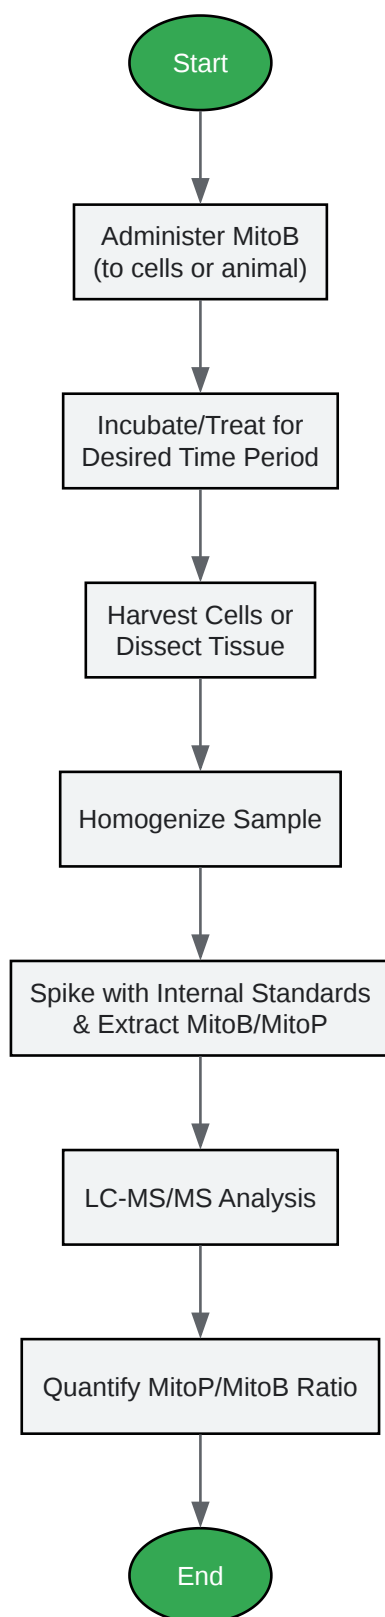 Start
Administer MitoB
(to cells or animal)
Incubate/Treat for
Desired Time Period
Harvest Cells or
Dissect Tissue
Homogenize Sample
Spike with Internal Standards
& Extract MitoB/MitoP
LC-MS/MS Analysis
Quantify MitoP/MitoB Ratio
End